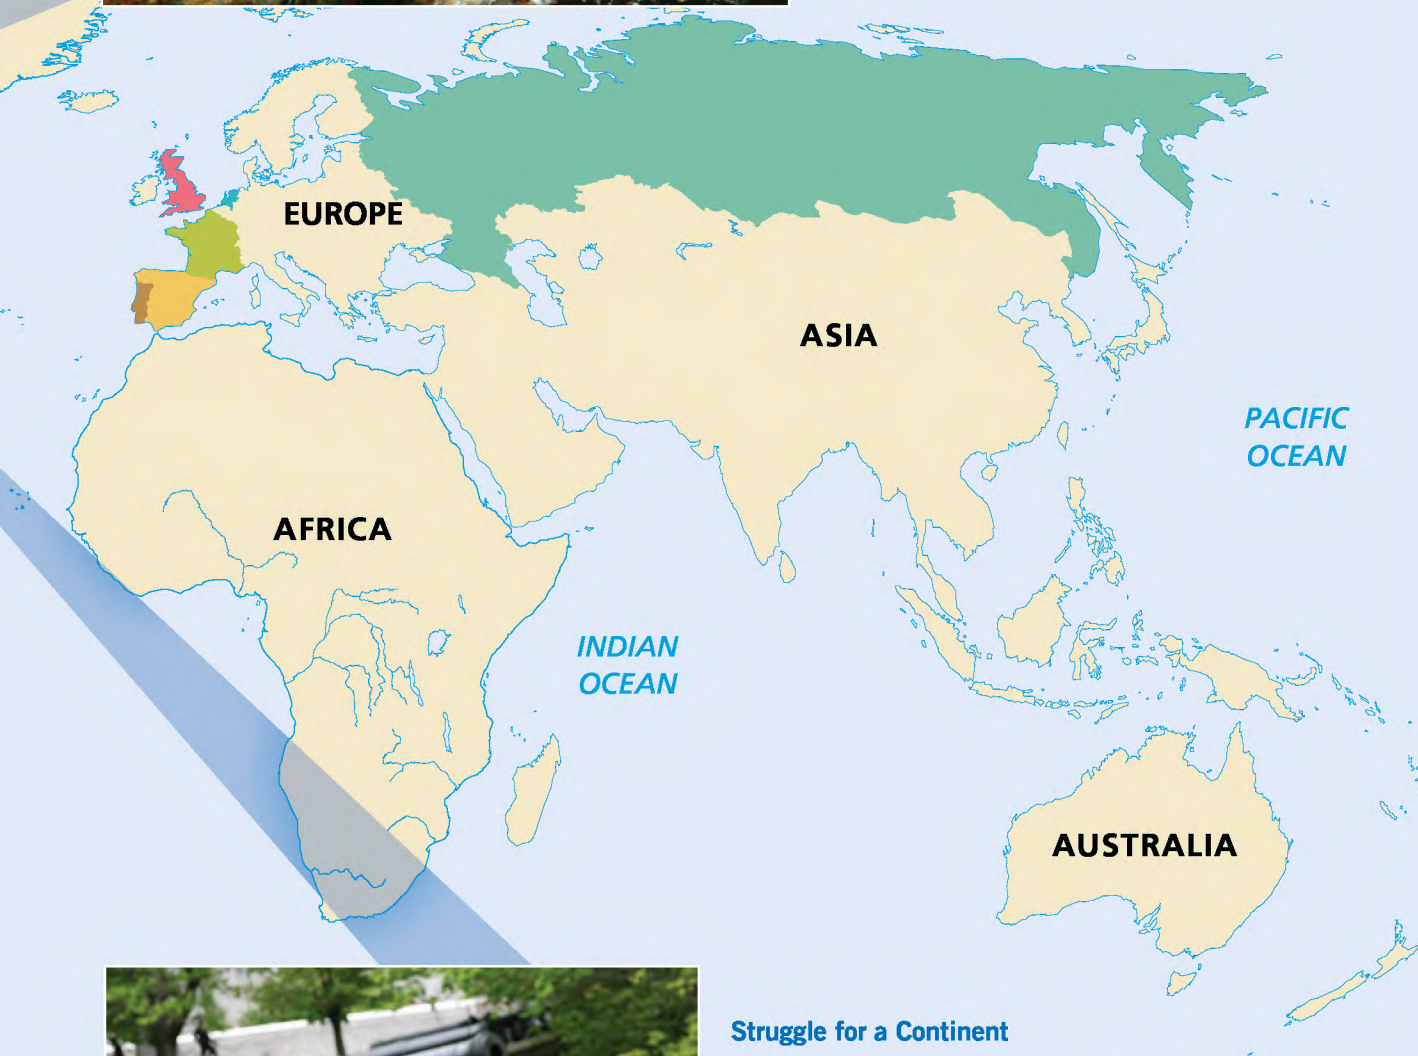 EUROPE
ASIA
PACIFIC
OCEAN
AFRICA
INDIAN
OCEAN
AUSTRALIA
Struggle for a Continent